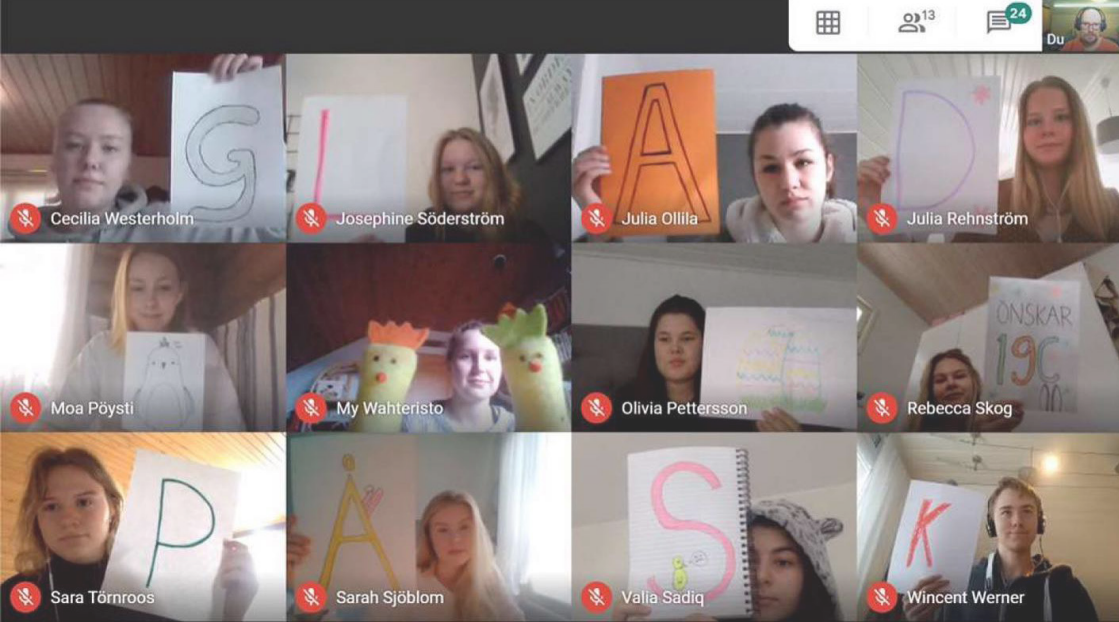 13
24
Du
G
Cecilia Westerholm
L
Josephine Söderström
A
Julia Ollila
D
Julia Rehnström
Moa Pöysti
My Wahteristo
Olivia Pettersson
ÖNSKAR
19C
Rebecca Skog
P
Sara Törnroos
Å
Sarah Sjöblom
S
Valia Sadiq
K
Wincent Werner